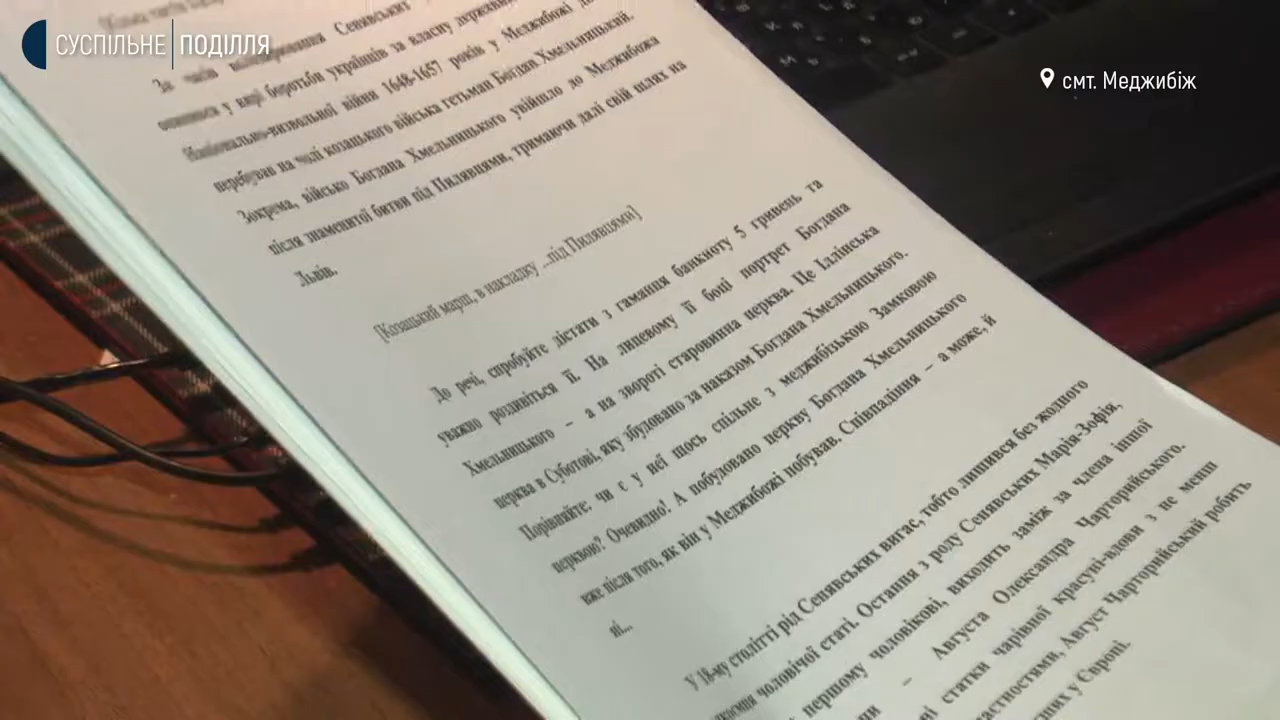 СУСПІЛЬНЕ ПОДІЛЛЯ
смт. Меджибіж
За часів Сенявських
опинився у вирі боротьби українців за власну
Національно-визвольної війни 1648-1657 років у Меджибожі
перебував на чолі козацького війська гетьман Богдан Хмельницький.
Зокрема, військо Богдана Хмельницького увійшло до Меджибожа
після знаменитої битви під Пилявцями, тримаючи далі свій шлях на
Львів.
[Козацький марш, в накладку ...під Пилявцями]
До речі, спробуйте дістати з гаманця банкноту 5 гривень та
уважно роздивіться її. На лицевому її боці портрет Богдана
Хмельницького – а на звороті старовинна церква. Це Іллінська
церква в Суботові, яку збудовано за наказом Богдана Хмельницького.
Порівняйте: чи є у неї щось спільне з меджибізькою Замковою
церквою? Очевидно! А побудовано церкву Богдана Хмельницького
вже після того, як він у Меджибожі побував. Співпадіння – а може, й
ні...
У 18-му столітті рід Сенявських вигас, тобто лишився без жодного
чоловічої статі. Остання з роду Сенявських Марія-Зофія,
першому чоловікові, виходить заміж за члена іншої
– Августа Олександра Чарторийського.
статки чарівної красуні-вдови з не менш
Август Чарторийський робить
у Європі.